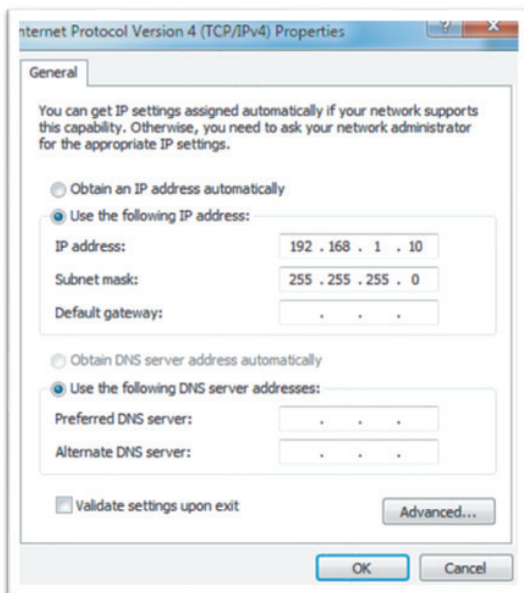 nternet Protocol Version 4 (TCP/IPv4) Properties
General
You can get IP settings assigned automatically if your network supports
this capability. Otherwise, you need to ask your network administrator
for the appropriate IP settings.
Obtain an IP address automatically
Use the following IP address:
IP address: 192 . 168 . 1 . 10
Subnet mask: 255 . 255 . 255 . 0
Default gateway: . . .
Obtain DNS server address automatically
Use the following DNS server addresses:
Preferred DNS server: . . .
Alternate DNS server: . . .
Validate settings upon exit
Advanced...
OK Cancel